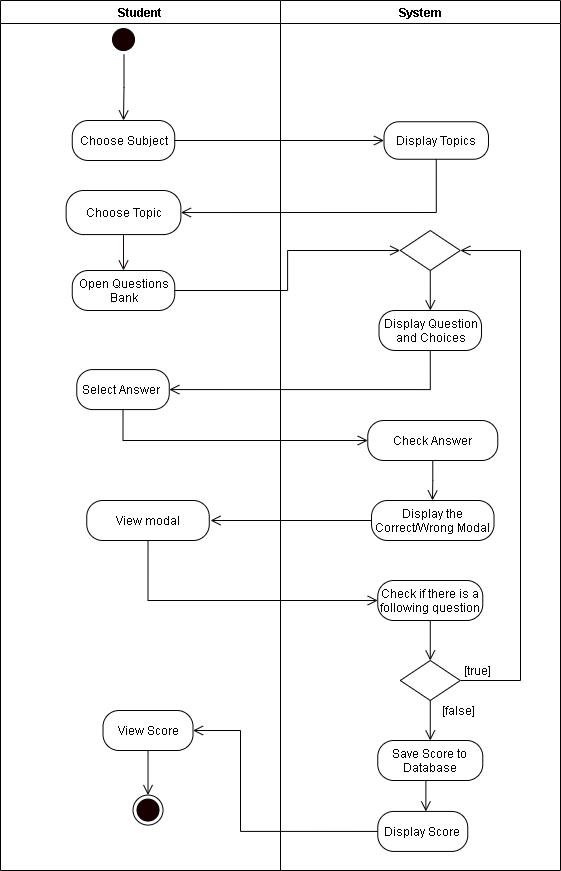 Student
System
Choose Subject
Display Topics
Choose Topic
Open Questions
Bank
Display Question
and Choices
Select Answer
Check Answer
Display the
Correct/Wrong Modal
View modal
Check if there is a
following question
[true]
[false]
View Score
Save Score to
Database
Display Score